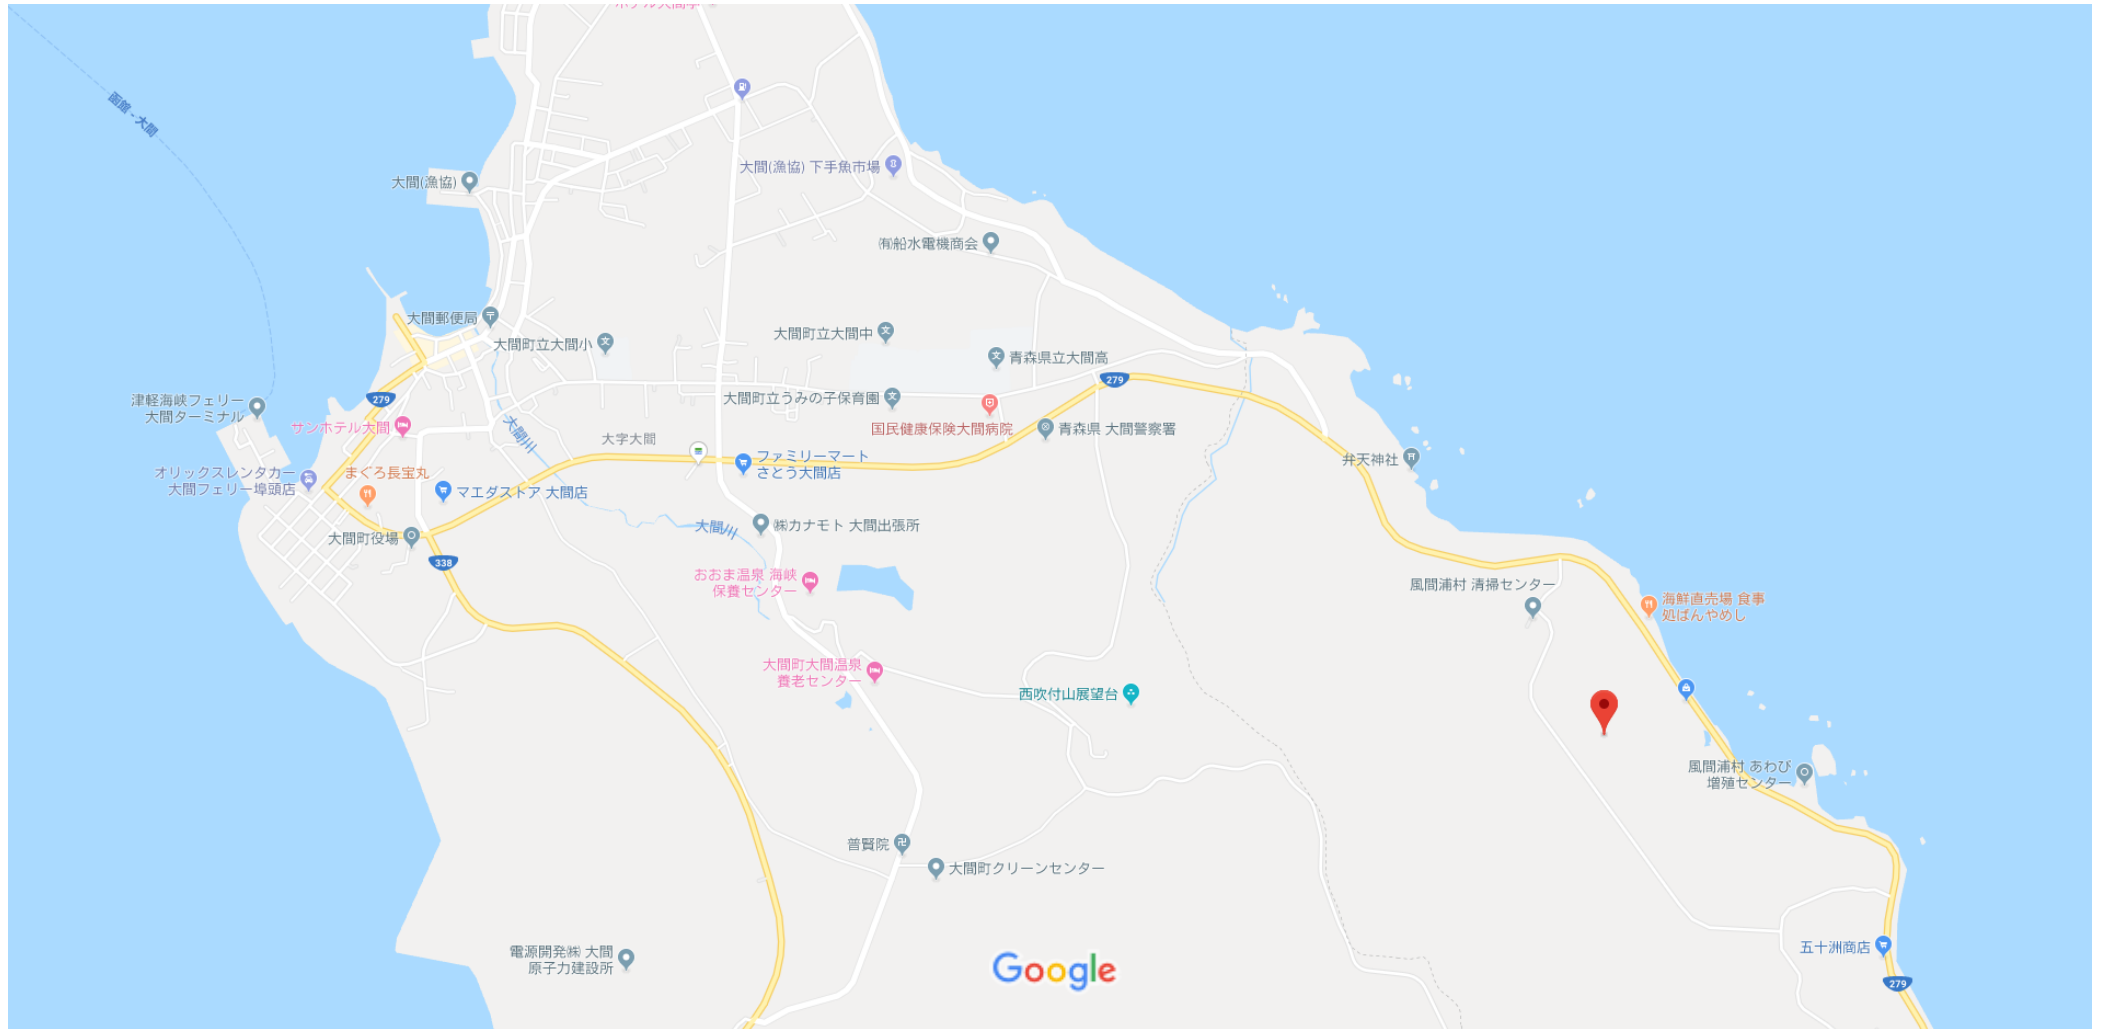 函館 - 大間
大間(漁協)
大間(漁協) 下手魚市場
㈲船水電機商会
大間郵便局
大間町立大間小
大間町立大間中
青森県立大間高
279
279
津軽海峡フェリー
大間ターミナル
サンホテル大間
大間川
大字大間
大間町立うみの子保育園
国民健康保険大間病院
青森県 大間警察署
弁天神社
オリックスレンタカー
大間フェリー埠頭店
まぐろ長宝丸
マエダストア 大間店
ファミリーマート
さとう大間店
大間町役場
338
大間川
㈱カナモト 大間出張所
おおま温泉 海峡
保養センター
風間浦村 清掃センター
海鮮直売場 食事
処ばんやめし
大間町大間温泉
養老センター
西吹付山展望台
風間浦村 あわび
増殖センター
普賢院
大間町クリーンセンター
電源開発㈱ 大間
原子力建設所
Google
五十洲商店
279